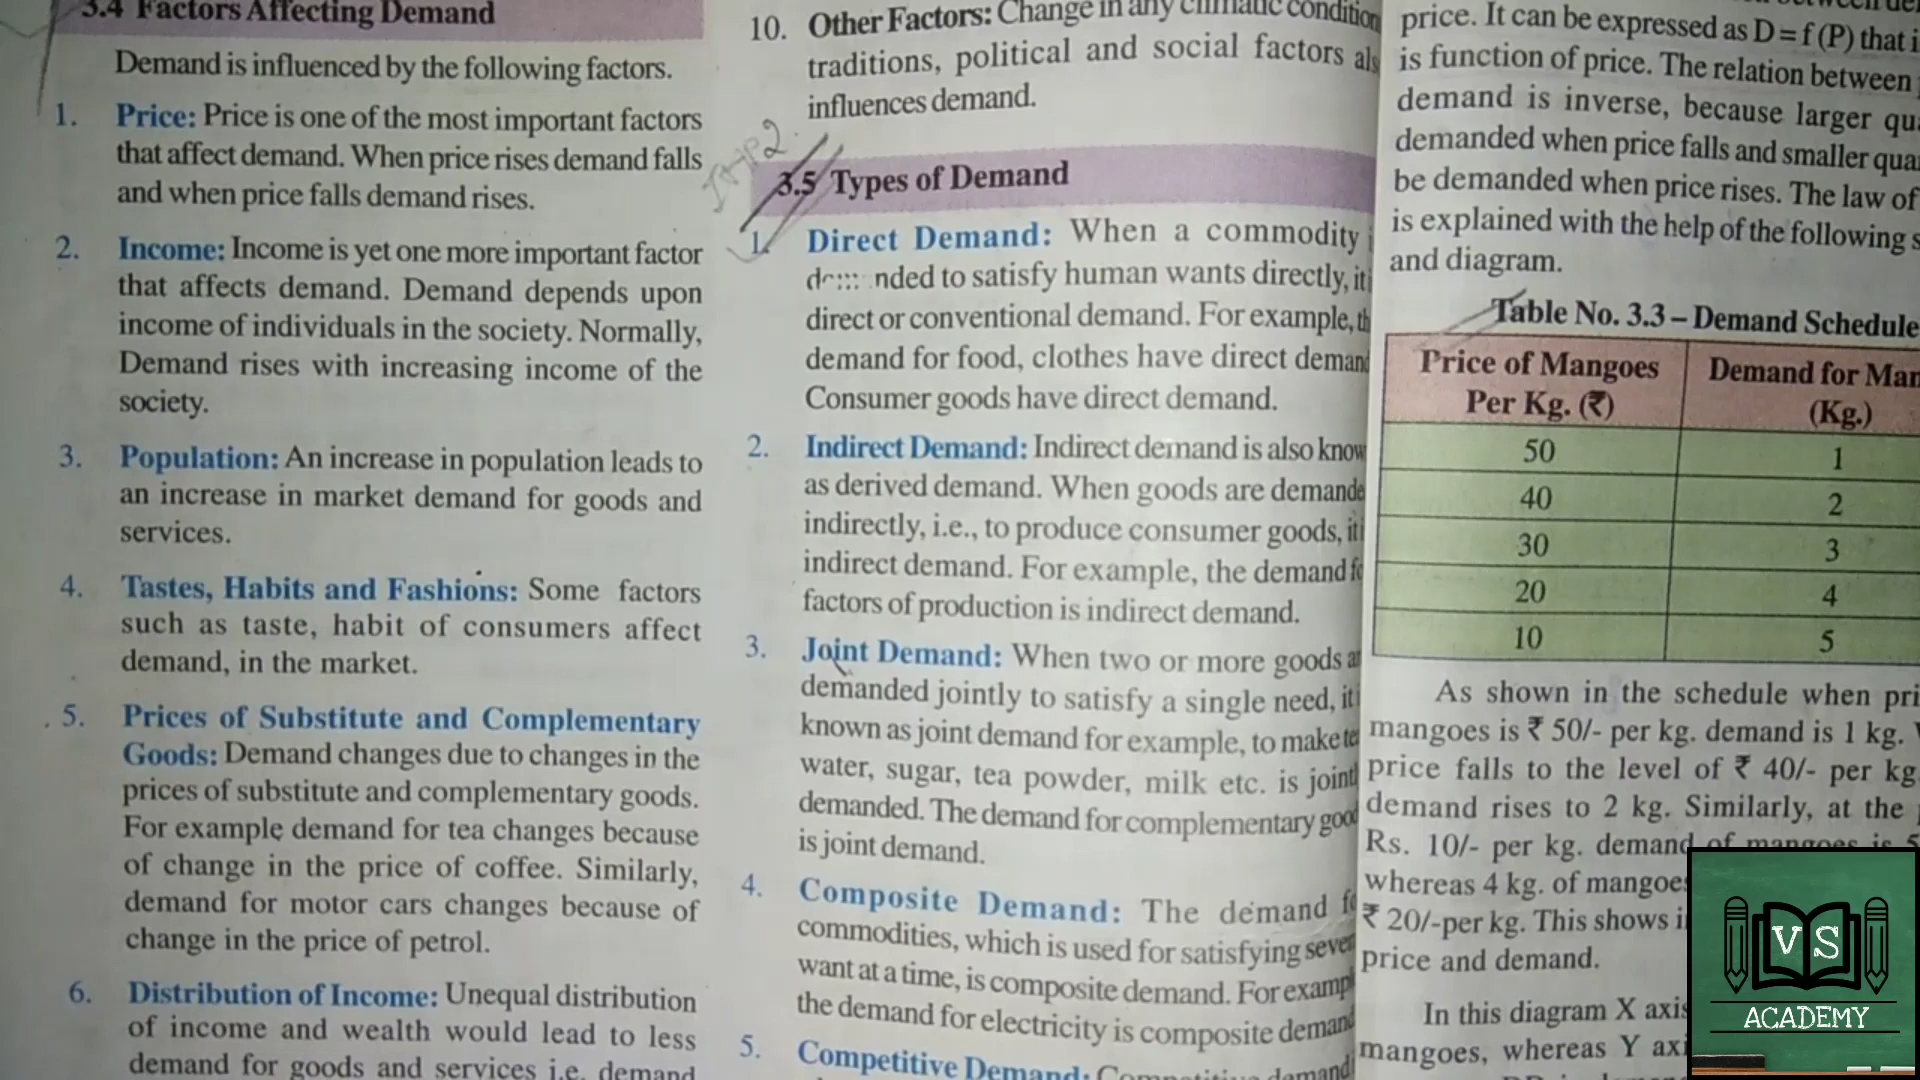 3.4 Factors Affecting Demand
Demand is influenced by the following factors.
1. Price: Price is one of the most important factors
that affect demand. When price rises demand falls
and when price falls demand rises.
2. Income: Income is yet one more important factor
that affects demand. Demand depends upon
income of individuals in the society. Normally,
Demand rises with increasing income of the
society.
3. Population: An increase in population leads to
an increase in market demand for goods and
services.
4. Tastes, Habits and Fashions: Some factors
such as taste, habit of consumers affect
demand, in the market.
5. Prices of Substitute and Complementary
Goods: Demand changes due to changes in the
prices of substitute and complementary goods.
For example demand for tea changes because
of change in the price of coffee. Similarly,
demand for motor cars changes because of
change in the price of petrol.
6. Distribution of Income: Unequal distribution
of income and wealth would lead to less
demand for goods and services i.e. demand
10. Other Factors: Change in any climatic condition
traditions, political and social factors als
influences demand.
3.5 Types of Demand
1. Direct Demand: When a commodity
nded to satisfy human wants directly, it
direct or conventional demand. For example, th
demand for food, clothes have direct deman
Consumer goods have direct demand.
2. Indirect Demand: Indirect demand is also know
as derived demand. When goods are demande
indirectly, i.e., to produce consumer goods, it i
indirect demand. For example, the demand fo
factors of production is indirect demand.
3. Joint Demand: When two or more goods a
demanded jointly to satisfy a single need, it i
known as joint demand for example, to make te
water, sugar, tea powder, milk etc. is jointl
demanded. The demand for complementary good
is joint demand.
4. Composite Demand: The demand fo
commodities, which is used for satisfying sever
want at a time, is composite demand. For exampl
the demand for electricity is composite demand
5. Competitive Demand: Competitive demand
price. It can be expressed as D = f (P) that i
is function of price. The relation between
demand is inverse, because larger qua
demanded when price falls and smaller quan
be demanded when price rises. The law of
is explained with the help of the following s
and diagram.
Table No. 3.3 – Demand Schedule
Price of Mangoes Demand for Man
Per Kg. (₹) (Kg.)
50 1
40 2
30 3
20 4
10 5
As shown in the schedule when pri
mangoes is ₹ 50/- per kg. demand is 1 kg.
price falls to the level of ₹ 40/- per kg
demand rises to 2 kg. Similarly, at the
Rs. 10/- per kg. demand of mangoes is 5
whereas 4 kg. of mangoes
₹ 20/-per kg. This shows i
price and demand.
In this diagram X axis
mangoes, whereas Y axi
VS
ACADEMY